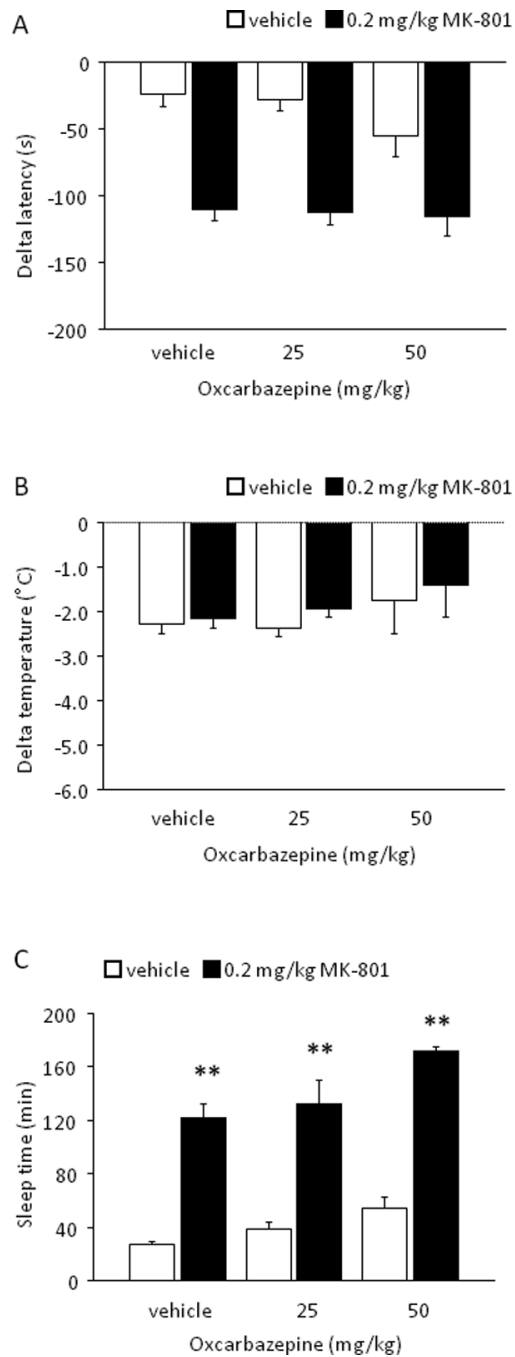 A
vehicle 0.2 mg/kg MK-801
0
-50
-100
-150
-200
Delta latency (s)
vehicle 25 50
Oxcarbazepine (mg/kg)
B
vehicle 0.2 mg/kg MK-801
0
-1.0
-2.0
-3.0
-4.0
-5.0
-6.0
Delta temperature (˚C)
vehicle 25 50
Oxcarbazepine (mg/kg)
C
vehicle 0.2 mg/kg MK-801
200
160
120
80
40
0
Sleep time (min)
** ** **
vehicle 25 50
Oxcarbazepine (mg/kg)